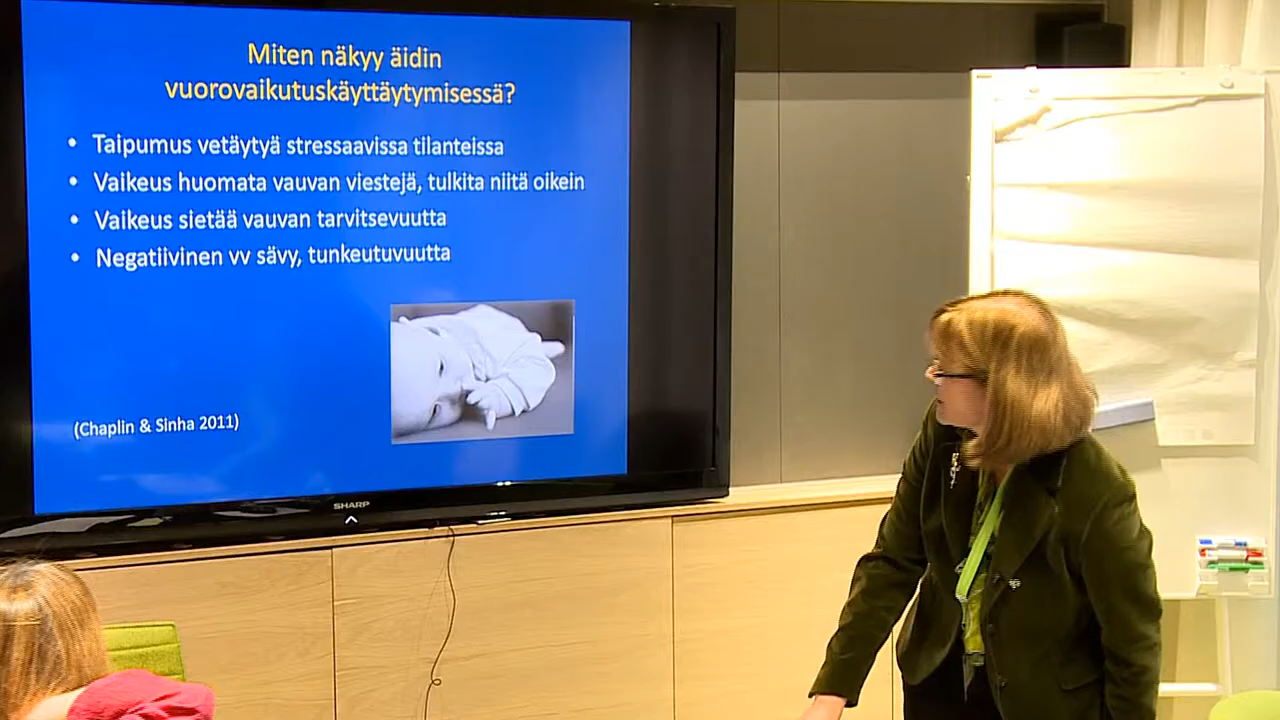 Miten näkyy äidin
vuorovaikutuskäyttäytymisessä?
• Taipumus vetäytyä stressaavissa tilanteissa
• Vaikeus huomata vauvan viestejä, tulkita niitä oikein
• Vaikeus sietää vauvan tarvitsevuutta
• Negatiivinen vv sävy, tunkeutuvuutta
(Chaplin & Sinha 2011)
SHARP